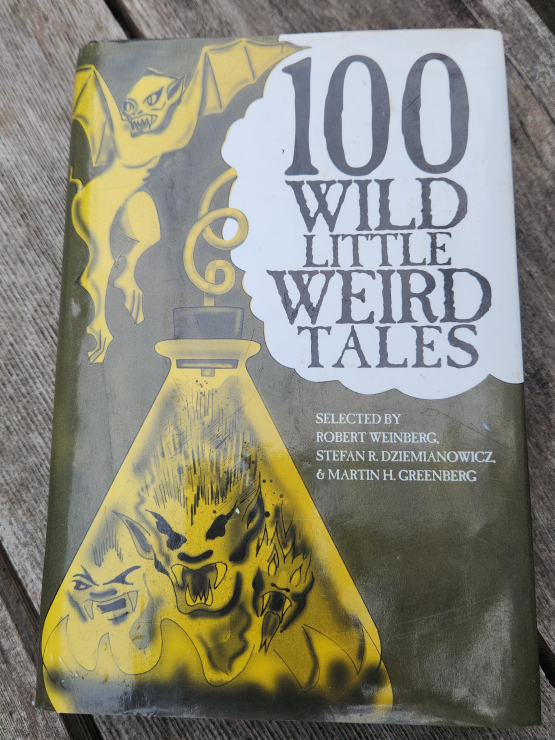 100
WILD
LITTLE
WEIRD
TALES
SELECTED BY
ROBERT WEINBERG,
STEFAN R. DZIEMIANOWICZ,
& MARTIN H. GREENBERG